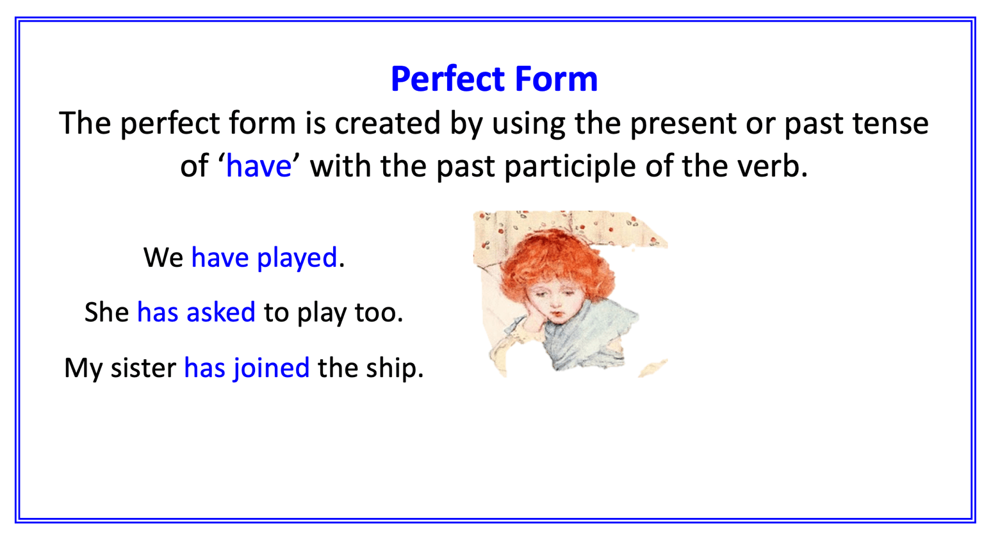 Perfect Form
The perfect form is created by using the present or past tense
of ‘have’ with the past participle of the verb.
We have played.
She has asked to play too.
My sister has joined the ship.